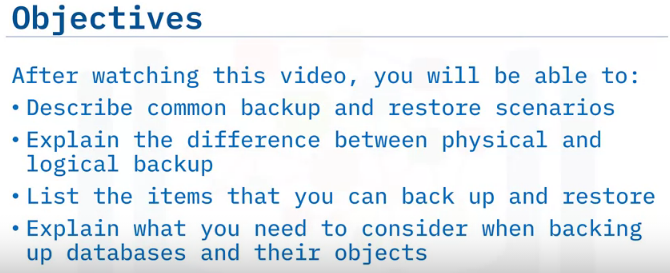 Objectives
After watching this video, you will be able to:
• Describe common backup and restore scenarios
• Explain the difference between physical and
logical backup
• List the items that you can back up and restore
• Explain what you need to consider when backing
up databases and their objects